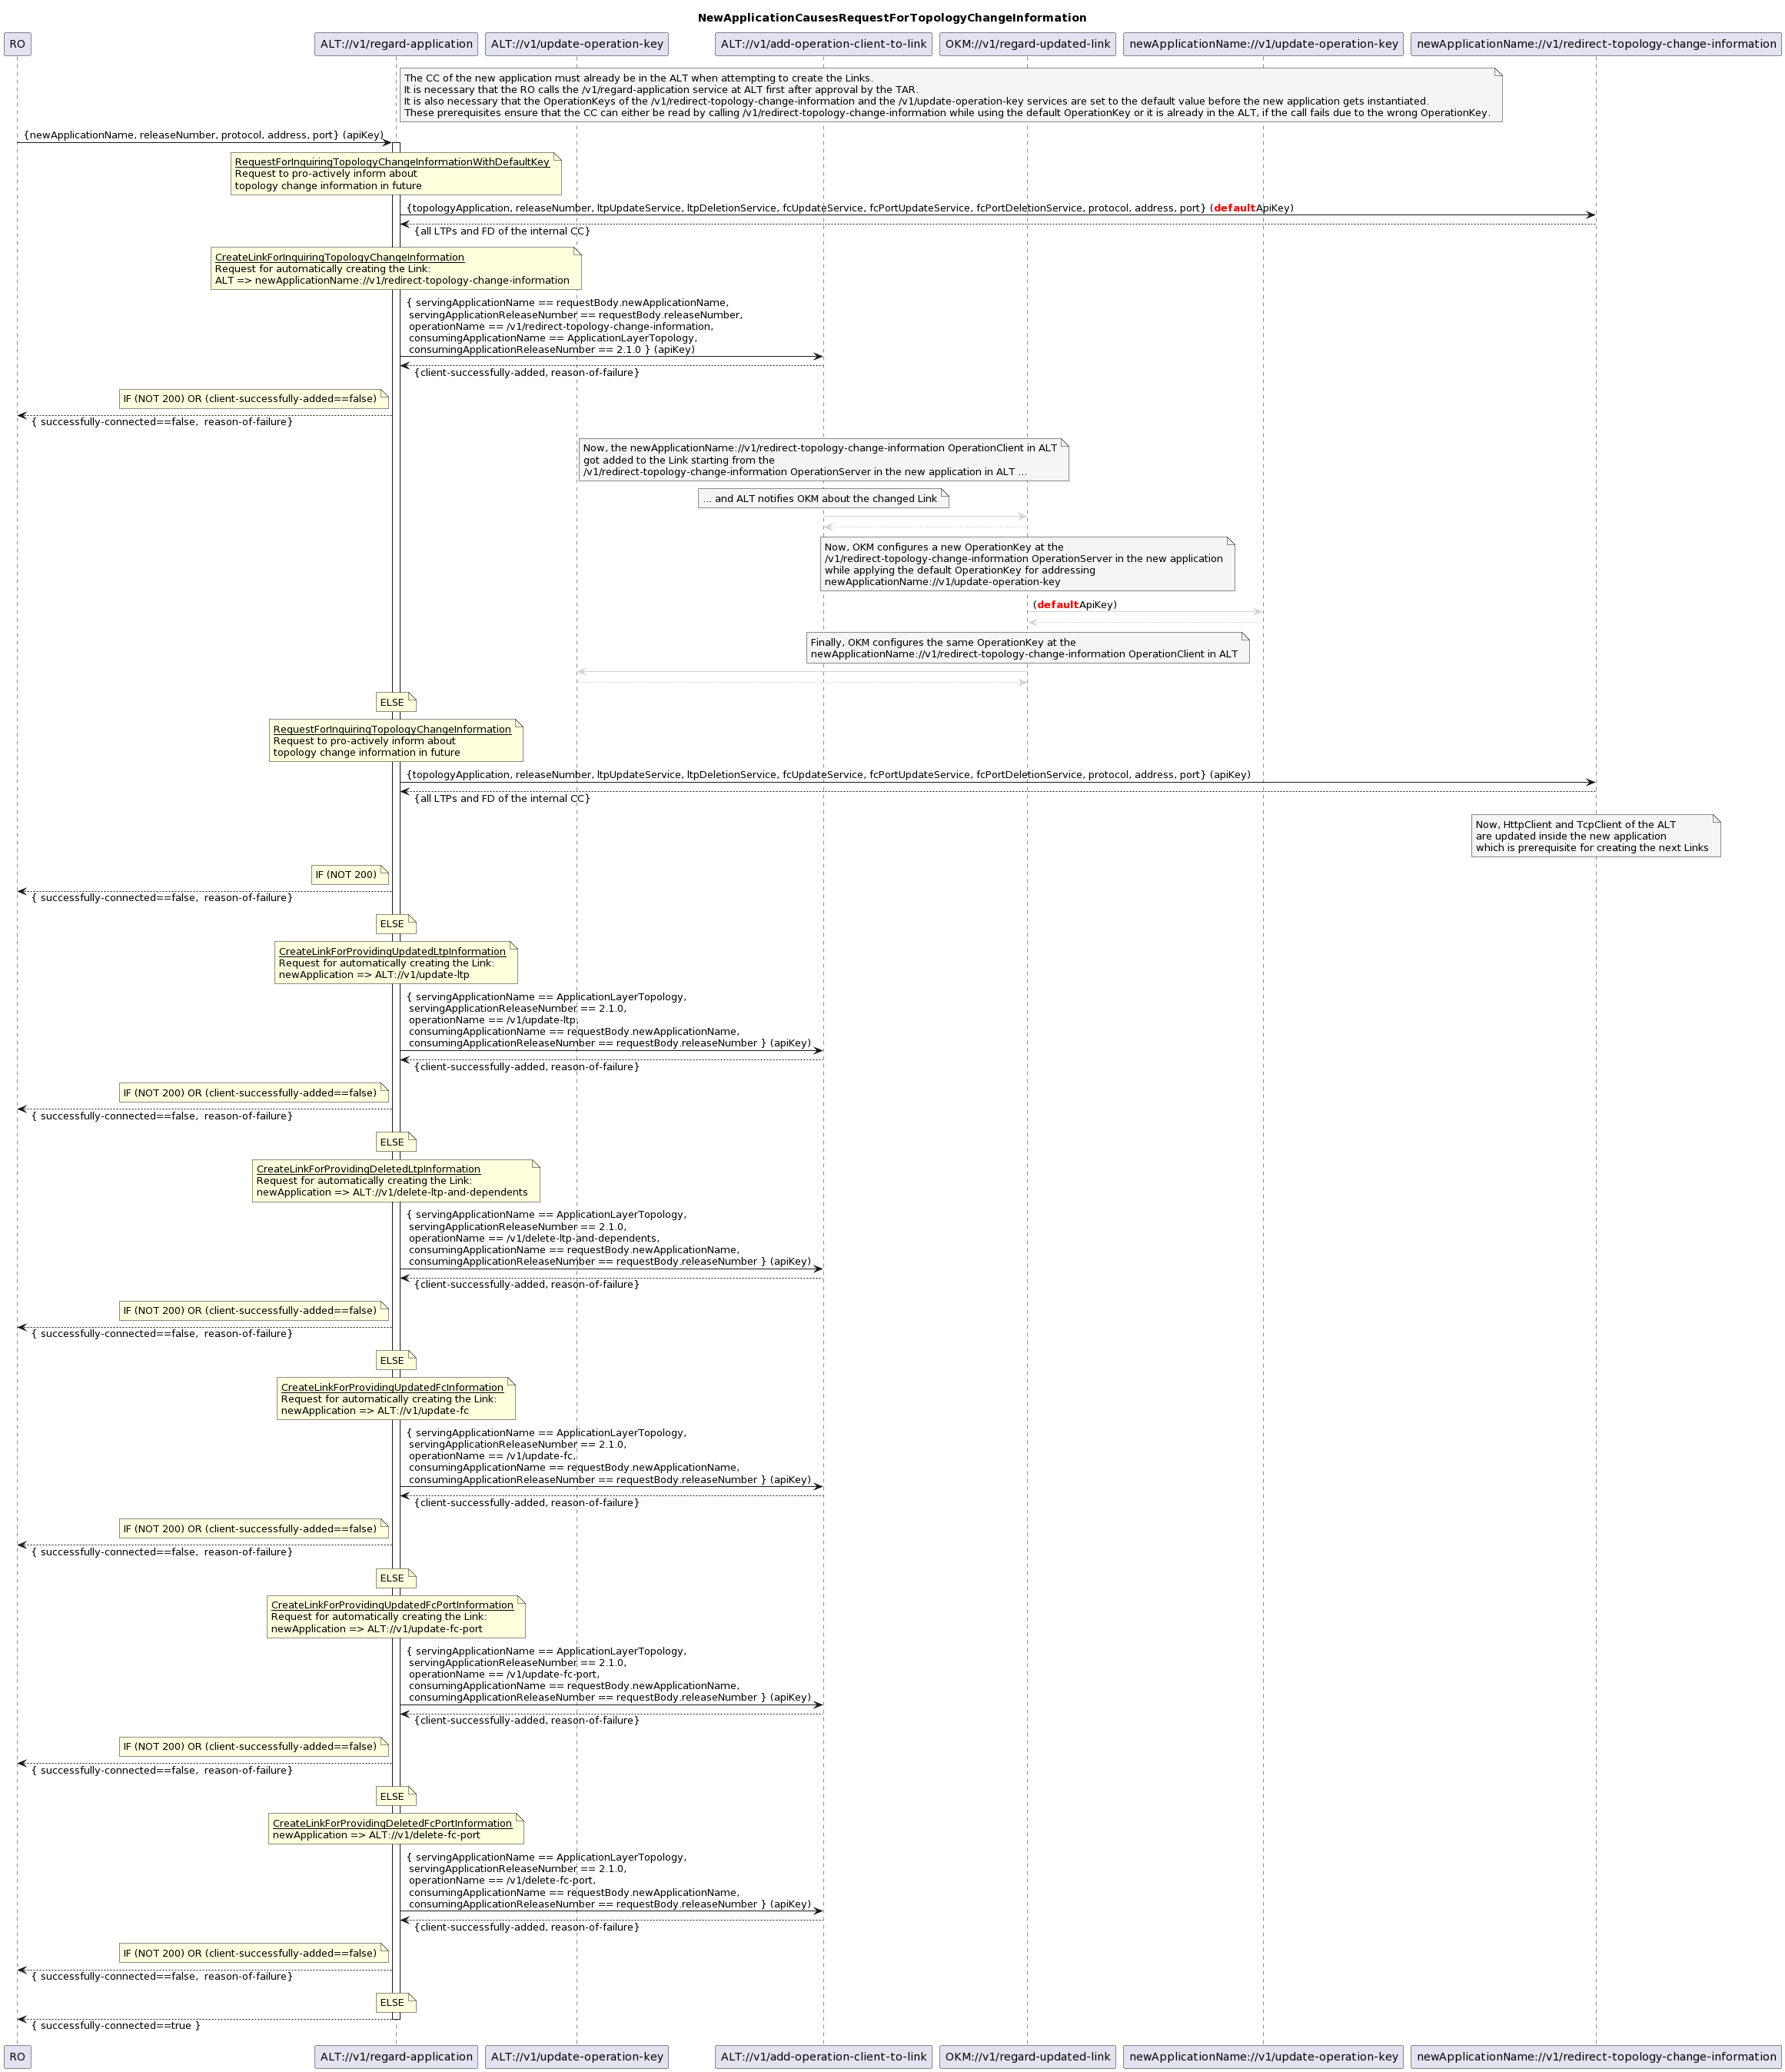 NewApplicationCausesRequestForTopologyChangeInformation
RO
ALT://v1/regard-application
ALT://v1/update-operation-key
ALT://v1/add-operation-client-to-link
OKM://v1/regard-updated-link
newApplicationName://v1/update-operation-key
newApplicationName://v1/redirect-topology-change-information
The CC of the new application must already be in the ALT when attempting to create the Links.
It is necessary that the RO calls the /v1/regard-application service at ALT first after approval by the TAR.
It is also necessary that the OperationKeys of the /v1/redirect-topology-change-information and the /v1/update-operation-key services are set to the default value before the new application gets instantiated.
These prerequisites ensure that the CC can either be read by calling /v1/redirect-topology-change-information while using the default OperationKey or it is already in the ALT, if the call fails due to the wrong OperationKey.
{newApplicationName, releaseNumber, protocol, address, port} (apiKey)
RequestForInquiringTopologyChangeInformationWithDefaultKey
Request to pro-actively inform about
topology change information in future
{topologyApplication, releaseNumber, ltpUpdateService, ltpDeletionService, fcUpdateService, fcPortUpdateService, fcPortDeletionService, protocol, address, port} (defaultApiKey)
{all LTPs and FD of the internal CC}
CreateLinkForInquiringTopologyChangeInformation
Request for automatically creating the Link:
ALT => newApplicationName://v1/redirect-topology-change-information
{ servingApplicationName == requestBody.newApplicationName,
servingApplicationReleaseNumber == requestBody.releaseNumber,
operationName == /v1/redirect-topology-change-information,
consumingApplicationName == ApplicationLayerTopology,
consumingApplicationReleaseNumber == 2.1.0 } (apiKey)
{client-successfully-added, reason-of-failure}
IF (NOT 200) OR (client-successfully-added==false)
{ successfully-connected==false,  reason-of-failure}
Now, the newApplicationName://v1/redirect-topology-change-information OperationClient in ALT
got added to the Link starting from the
/v1/redirect-topology-change-information OperationServer in the new application in ALT ...
... and ALT notifies OKM about the changed Link
Now, OKM configures a new OperationKey at the
/v1/redirect-topology-change-information OperationServer in the new application
while applying the default OperationKey for addressing
newApplicationName://v1/update-operation-key
(defaultApiKey)
Finally, OKM configures the same OperationKey at the
newApplicationName://v1/redirect-topology-change-information OperationClient in ALT
ELSE
RequestForInquiringTopologyChangeInformation
Request to pro-actively inform about
topology change information in future
{topologyApplication, releaseNumber, ltpUpdateService, ltpDeletionService, fcUpdateService, fcPortUpdateService, fcPortDeletionService, protocol, address, port} (apiKey)
{all LTPs and FD of the internal CC}
Now, HttpClient and TcpClient of the ALT
are updated inside the new application
which is prerequisite for creating the next Links
IF (NOT 200)
{ successfully-connected==false,  reason-of-failure}
ELSE
CreateLinkForProvidingUpdatedLtpInformation
Request for automatically creating the Link:
newApplication => ALT://v1/update-ltp
{ servingApplicationName == ApplicationLayerTopology,
servingApplicationReleaseNumber == 2.1.0,
operationName == /v1/update-ltp,
consumingApplicationName == requestBody.newApplicationName,
consumingApplicationReleaseNumber == requestBody.releaseNumber } (apiKey)
{client-successfully-added, reason-of-failure}
IF (NOT 200) OR (client-successfully-added==false)
{ successfully-connected==false,  reason-of-failure}
ELSE
CreateLinkForProvidingDeletedLtpInformation
Request for automatically creating the Link:
newApplication => ALT://v1/delete-ltp-and-dependents
{ servingApplicationName == ApplicationLayerTopology,
servingApplicationReleaseNumber == 2.1.0,
operationName == /v1/delete-ltp-and-dependents,
consumingApplicationName == requestBody.newApplicationName,
consumingApplicationReleaseNumber == requestBody.releaseNumber } (apiKey)
{client-successfully-added, reason-of-failure}
IF (NOT 200) OR (client-successfully-added==false)
{ successfully-connected==false,  reason-of-failure}
ELSE
CreateLinkForProvidingUpdatedFcInformation
Request for automatically creating the Link:
newApplication => ALT://v1/update-fc
{ servingApplicationName == ApplicationLayerTopology,
servingApplicationReleaseNumber == 2.1.0,
operationName == /v1/update-fc,
consumingApplicationName == requestBody.newApplicationName,
consumingApplicationReleaseNumber == requestBody.releaseNumber } (apiKey)
{client-successfully-added, reason-of-failure}
IF (NOT 200) OR (client-successfully-added==false)
{ successfully-connected==false,  reason-of-failure}
ELSE
CreateLinkForProvidingUpdatedFcPortInformation
Request for automatically creating the Link:
newApplication => ALT://v1/update-fc-port
{ servingApplicationName == ApplicationLayerTopology,
servingApplicationReleaseNumber == 2.1.0,
operationName == /v1/update-fc-port,
consumingApplicationName == requestBody.newApplicationName,
consumingApplicationReleaseNumber == requestBody.releaseNumber } (apiKey)
{client-successfully-added, reason-of-failure}
IF (NOT 200) OR (client-successfully-added==false)
{ successfully-connected==false,  reason-of-failure}
ELSE
CreateLinkForProvidingDeletedFcPortInformation
newApplication => ALT://v1/delete-fc-port
{ servingApplicationName == ApplicationLayerTopology,
servingApplicationReleaseNumber == 2.1.0,
operationName == /v1/delete-fc-port,
consumingApplicationName == requestBody.newApplicationName,
consumingApplicationReleaseNumber == requestBody.releaseNumber } (apiKey)
{client-successfully-added, reason-of-failure}
IF (NOT 200) OR (client-successfully-added==false)
{ successfully-connected==false,  reason-of-failure}
ELSE
{ successfully-connected==true }
RO
ALT://v1/regard-application
ALT://v1/update-operation-key
ALT://v1/add-operation-client-to-link
OKM://v1/regard-updated-link
newApplicationName://v1/update-operation-key
newApplicationName://v1/redirect-topology-change-information